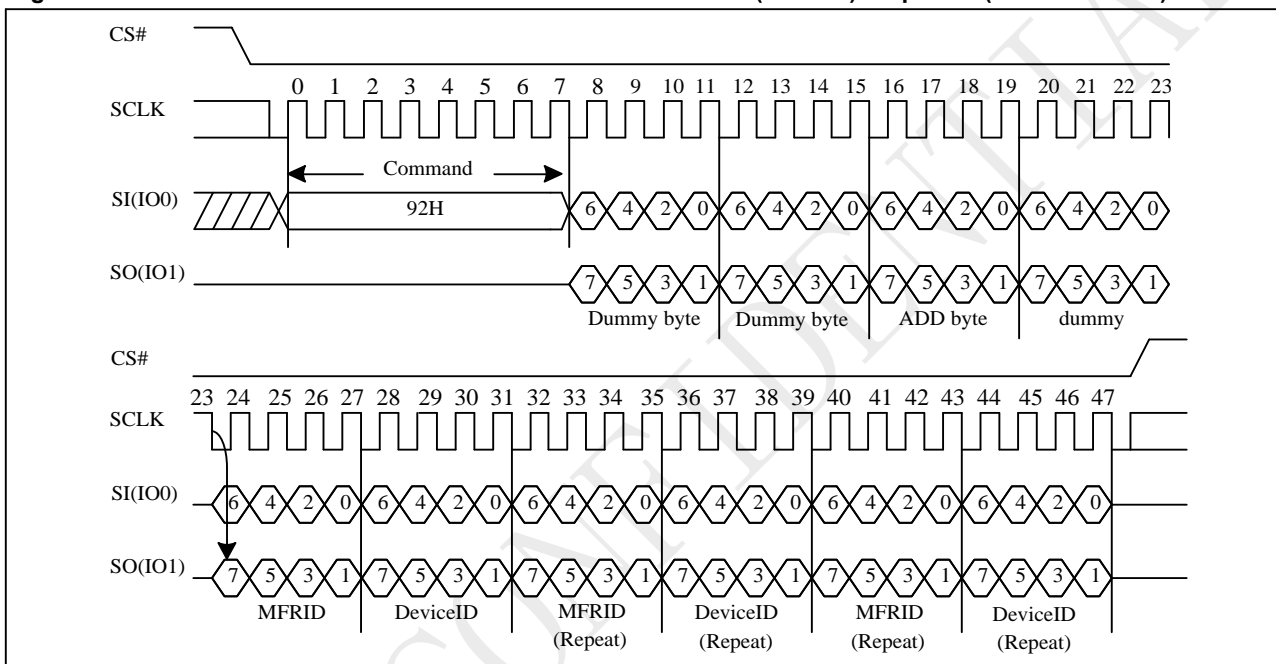 CS#
0 1 2 3 4 5 6 7 8 9 10 11 12 13 14 15 16 17 18 19 20 21 22 23
SCLK
Command
SI(IO0)
92H
6 4 2 0 6 4 2 0 6 4 2 0 6 4 2 0
SO(IO1)
7 5 3 1 7 5 3 1 7 5 3 1 7 5 3 1
Dummy byte Dummy byte ADD byte dummy
CS#
23 24 25 26 27 28 29 30 31 32 33 34 35 36 37 38 39 40 41 42 43 44 45 46 47
SCLK
SI(IO0)
6 4 2 0 6 4 2 0 6 4 2 0 6 4 2 0 6 4 2 0 6 4 2 0
SO(IO1)
7 5 3 1 7 5 3 1 7 5 3 1 7 5 3 1 7 5 3 1 7 5 3 1
MFRID DeviceID MFRID DeviceID MFRID DeviceID
(Repeat) (Repeat) (Repeat) (Repeat)